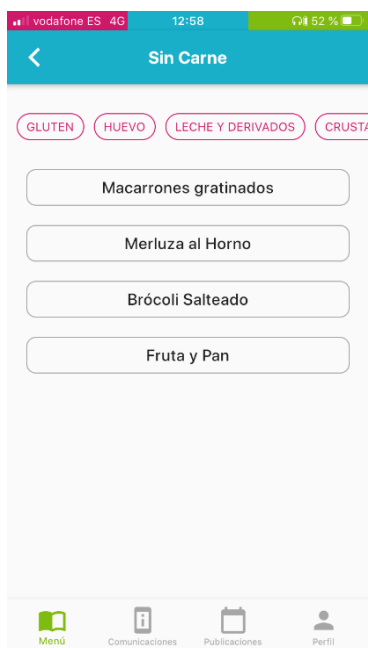 vodafone ES 4G 12:58 52 %
Sin Carne
GLUTEN HUEVO LECHE Y DERIVADOS CRUSTA
Macarrones gratinados
Merluza al Horno
Brócoli Salteado
Fruta y Pan
Menú Comunicaciones Publicaciones Perfil